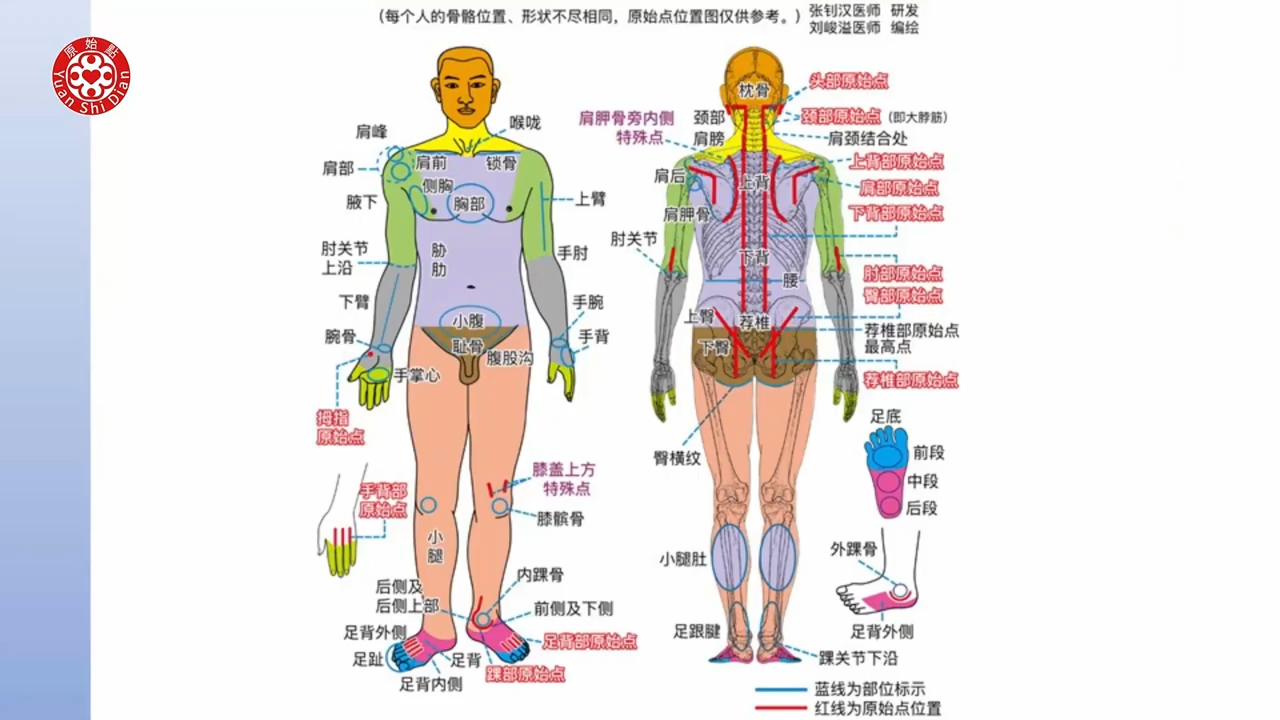 (每个人的骨骼位置、形状不尽相同，原始点位置图仅供参考。)
张钊汉医师 研发
刘峻溢医师 编绘
原始點
Yuan Shi Dian
喉咙
肩峰
肩部
肩前
锁骨
侧胸
胸部
腋下
上臂
肘关节
上沿
胁
肋
手肘
下臂
小腹
手腕
腕骨
耻骨
腹股沟
手背
手掌心
拇指
原始点
手背部
原始点
膝盖上方
特殊点
膝髌骨
小
腿
内踝骨
后侧及
后侧上部
前侧及下侧
足背外侧
足背部原始点
足趾
足背
踝部原始点
足背内侧
枕骨
头部原始点
颈部
颈部原始点
(即大脖筋)
肩胛骨旁内侧
特殊点
肩膀
肩颈结合处
上背部原始点
肩后
上背
肩部原始点
肩胛骨
下背部原始点
肘关节
下背
腰
肘部原始点
臀部原始点
上臀
荐椎
荐椎部原始点
最高点
下臀
荐椎部原始点
臀横纹
足底
前段
中段
后段
小腿肚
外踝骨
足跟腱
足背外侧
踝关节下沿
蓝线为部位标示
红线为原始点位置